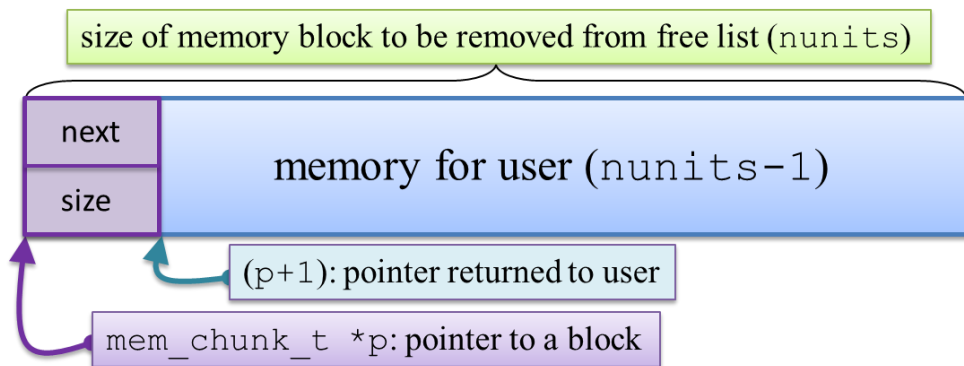 size of memory block to be removed from free list (nunits)
next
size
memory for user (nunits-1)
(p+1): pointer returned to user
mem_chunk_t *p: pointer to a block